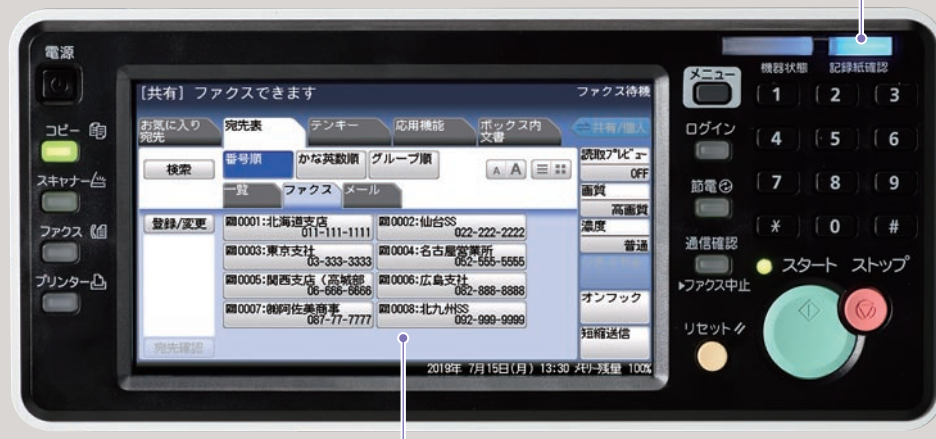 電源
コピー
スキャナー
ファクス
プリンター
[共有] ファクスできます
ファクス待機
お気に入り
宛先
宛先表
テンキー
応用機能
ボックス内
文書
共有/個人
検索
番号順
かな英数順
グループ順
A A
一覧
ファクス
メール
登録/変更
0001:北海道支店
011-111-1111
0002:仙台SS
022-222-2222
0003:東京支社
03-333-3333
0004:名古屋営業所
052-555-5555
0005:関西支店(高城部
06-666-6666
0006:広島支社
082-888-8888
0007:㈱阿佐美商事
087-77-7777
0008:北九州SS
092-999-9999
宛先確認
読取プレビュー
OFF
画質
高画質
濃度
普通
オンフック
短縮送信
2019年 7月15日(月) 13:30 メモリー残量 100%
機器状態
記録紙確認
メニュー
ログイン
節電
通信確認
▶ファクス中止
リセット
1 2 3
4 5 6
7 8 9
* 0 #
スタート
ストップ